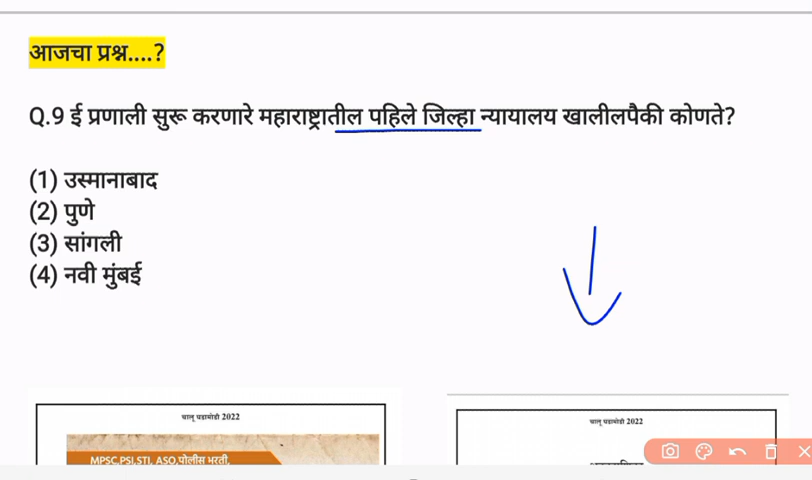 आजचा प्रश्न....?
Q.9 ई प्रणाली सुरू करणारे महाराष्ट्रातील पहिले जिल्हा न्यायालय खालीलपैकी कोणते?
(1) उस्मानाबाद
(2) पुणे
(3) सांगली
(4) नवी मुंबई
चालू घडामोडी 2022
चालू घडामोडी 2022
MPSC,PSI,STI, ASO,पोलीस भरती,